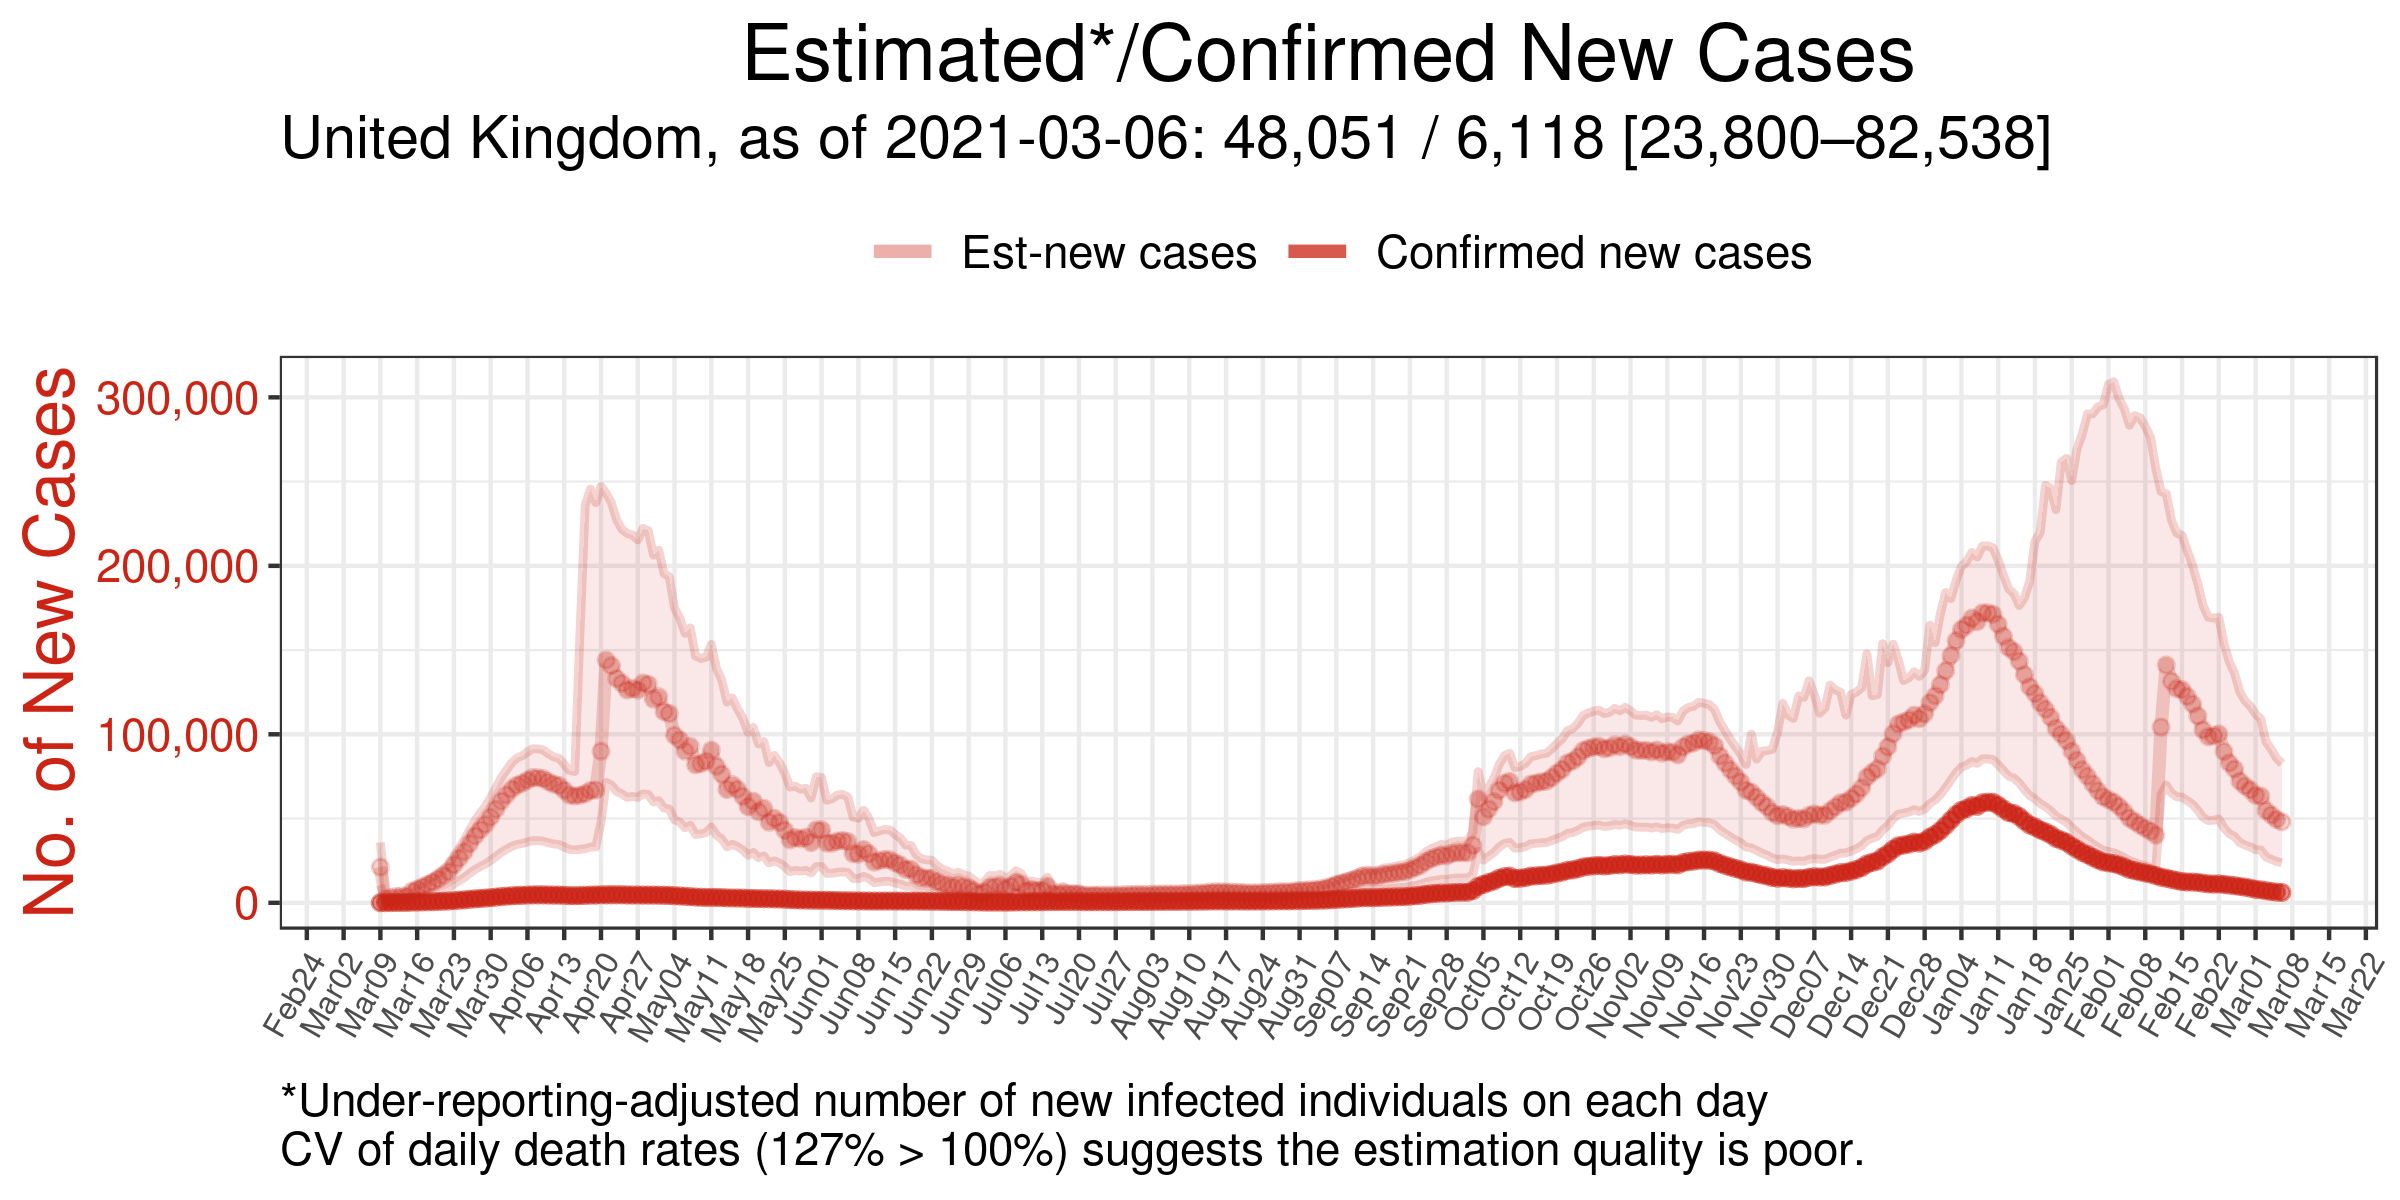 Estimated*/Confirmed New Cases
United Kingdom, as of 2021-03-06: 48,051 / 6,118 [23,800–82,538]
Est-new cases
Confirmed new cases
No. of New Cases
300,000
200,000
100,000
0
Feb24
Mar02
Mar09
Mar16
Mar23
Mar30
Apr06
Apr13
Apr20
Apr27
May04
May11
May18
May25
Jun01
Jun08
Jun15
Jun22
Jun29
Jul06
Jul13
Jul20
Jul27
Aug03
Aug10
Aug17
Aug24
Aug31
Sep07
Sep14
Sep21
Sep28
Oct05
Oct12
Oct19
Oct26
Nov02
Nov09
Nov16
Nov23
Nov30
Dec07
Dec14
Dec21
Dec28
Jan04
Jan11
Jan18
Jan25
Feb01
Feb08
Feb15
Feb22
Mar01
Mar08
Mar15
Mar22
*Under-reporting-adjusted number of new infected individuals on each day
CV of daily death rates (127% > 100%) suggests the estimation quality is poor.